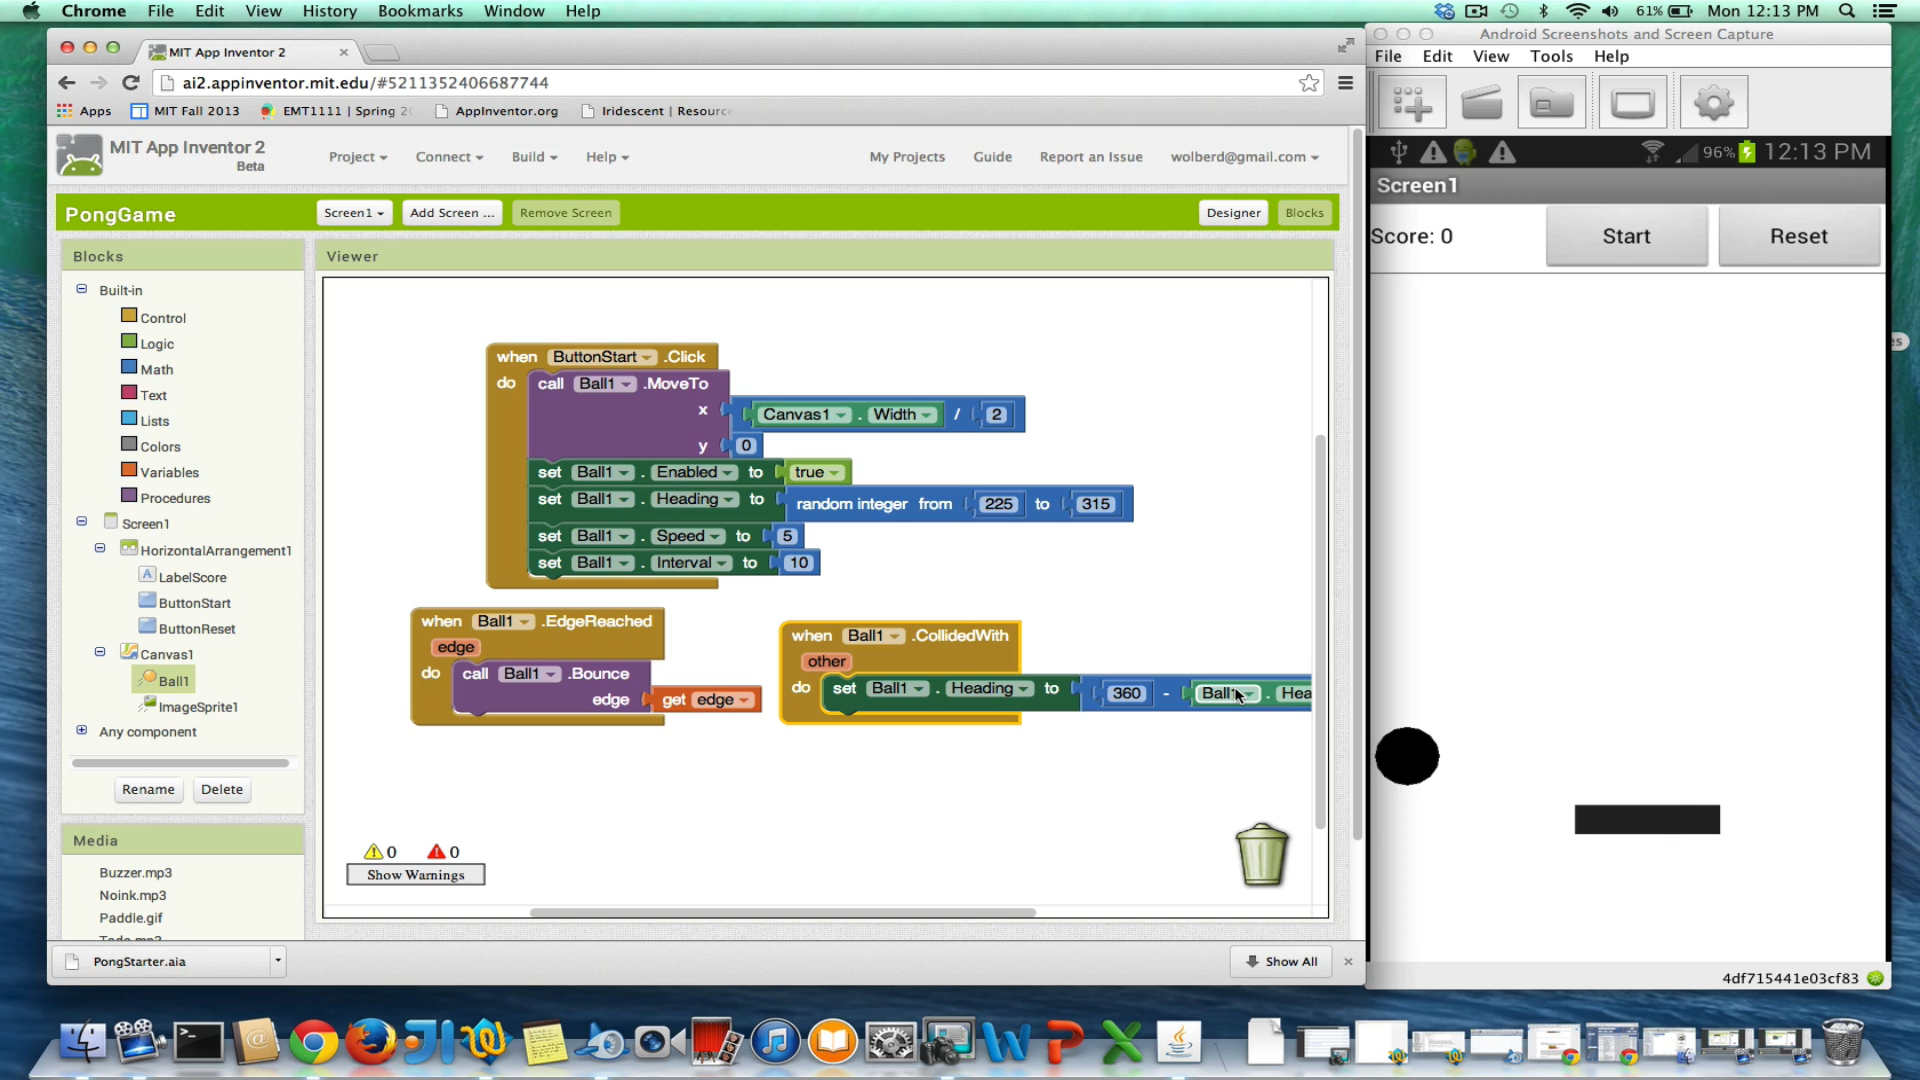 Chrome File Edit View History Bookmarks Window Help
61% Mon 12:13 PM
MIT App Inventor 2
ai2.appinventor.mit.edu/#5211352406687744
Apps MIT Fall 2013 EMT1111 | Spring 2 AppInventor.org Iridescent | Resource
MIT App Inventor 2
Beta
Project Connect Build Help My Projects Guide Report an Issue wolberd@gmail.com
PongGame Screen1 Add Screen ... Remove Screen Designer Blocks
Blocks
Built-in
Control
Logic
Math
Text
Lists
Colors
Variables
Procedures
Screen1
HorizontalArrangement1
A LabelScore
ButtonStart
ButtonReset
Canvas1
Ball1
ImageSprite1
Any component
Rename Delete
Media
Buzzer.mp3
Noink.mp3
Paddle.gif
Viewer
when ButtonStart .Click
do call Ball1 .MoveTo
x Canvas1 . Width / 2
y 0
set Ball1 . Enabled to true
set Ball1 . Heading to random integer from 225 to 315
set Ball1 . Speed to 5
set Ball1 . Interval to 10
when Ball1 .EdgeReached
edge
do call Ball1 .Bounce
edge get edge
when Ball1 .CollidedWith
other
do set Ball1 . Heading to 360 - Ball1 . Hea
0 0
Show Warnings
PongStarter.aia
Show All
Android Screenshots and Screen Capture
File Edit View Tools Help
96% 12:13 PM
Screen1
Score: 0 Start Reset
4df715441e03cf83
es